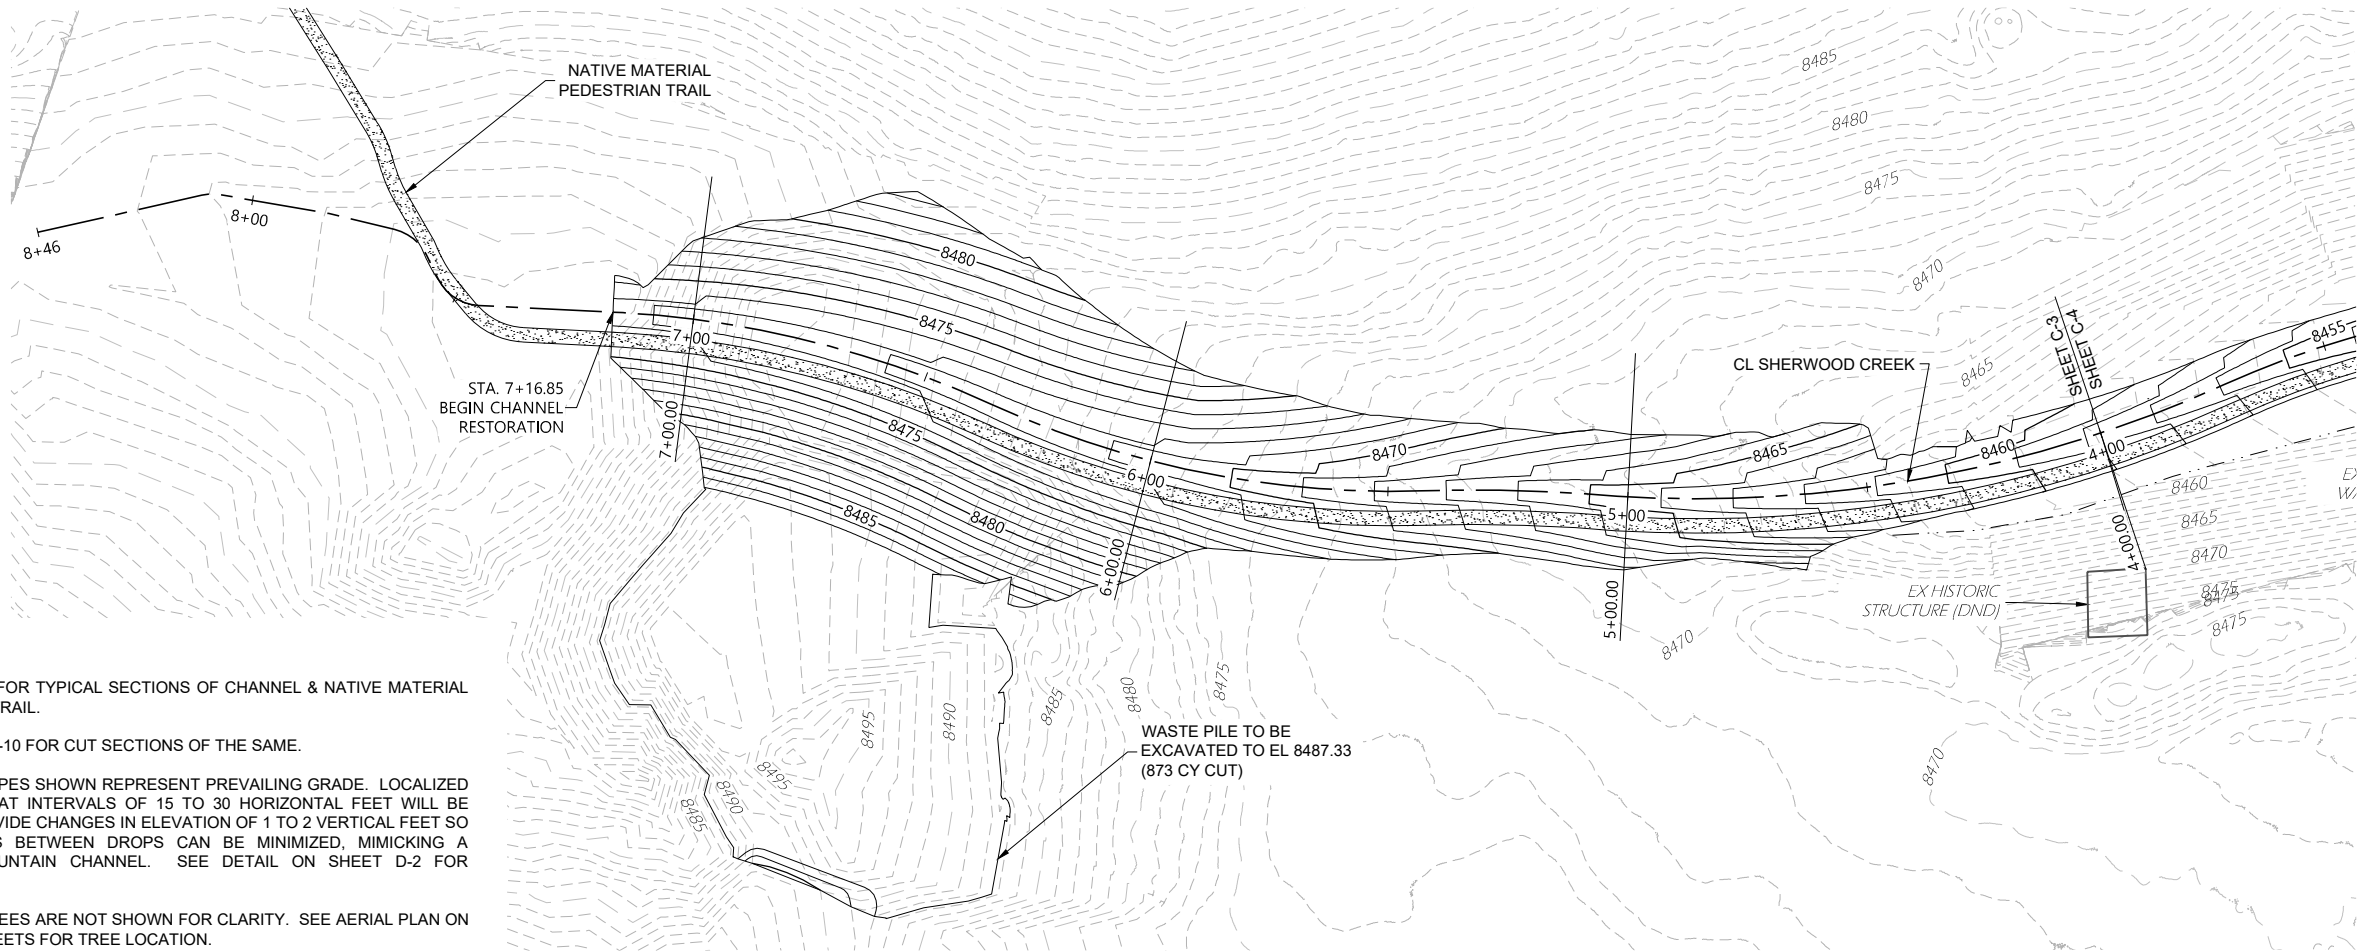 NATIVE MATERIAL
PEDESTRIAN TRAIL
8485
8480
8475
8470
8465
8+46
8+00
8480
8475
7+00
7+00.00
STA. 7+16.85
BEGIN CHANNEL
RESTORATION
8475
8485
8480
6+00
6+00.00
8470
8465
5+00
5+00.00
CL SHERWOOD CREEK
8460
SHEET C-3
SHEET C-4
4+00
4+00.00
8455
EX HISTORIC
STRUCTURE (DND)
8460
8465
8470
8475
8475
8475
8470
8470
8495
8490
8485
8480
8475
8495
8490
8485
WASTE PILE TO BE
EXCAVATED TO EL 8487.33
(873 CY CUT)
FOR TYPICAL SECTIONS OF CHANNEL & NATIVE MATERIAL
RAIL.
-10 FOR CUT SECTIONS OF THE SAME.
PES SHOWN REPRESENT PREVAILING GRADE. LOCALIZED
AT INTERVALS OF 15 TO 30 HORIZONTAL FEET WILL BE
VIDE CHANGES IN ELEVATION OF 1 TO 2 VERTICAL FEET SO
S BETWEEN DROPS CAN BE MINIMIZED, MIMICKING A
UNTAIN CHANNEL. SEE DETAIL ON SHEET D-2 FOR
EES ARE NOT SHOWN FOR CLARITY. SEE AERIAL PLAN ON
EETS FOR TREE LOCATION.